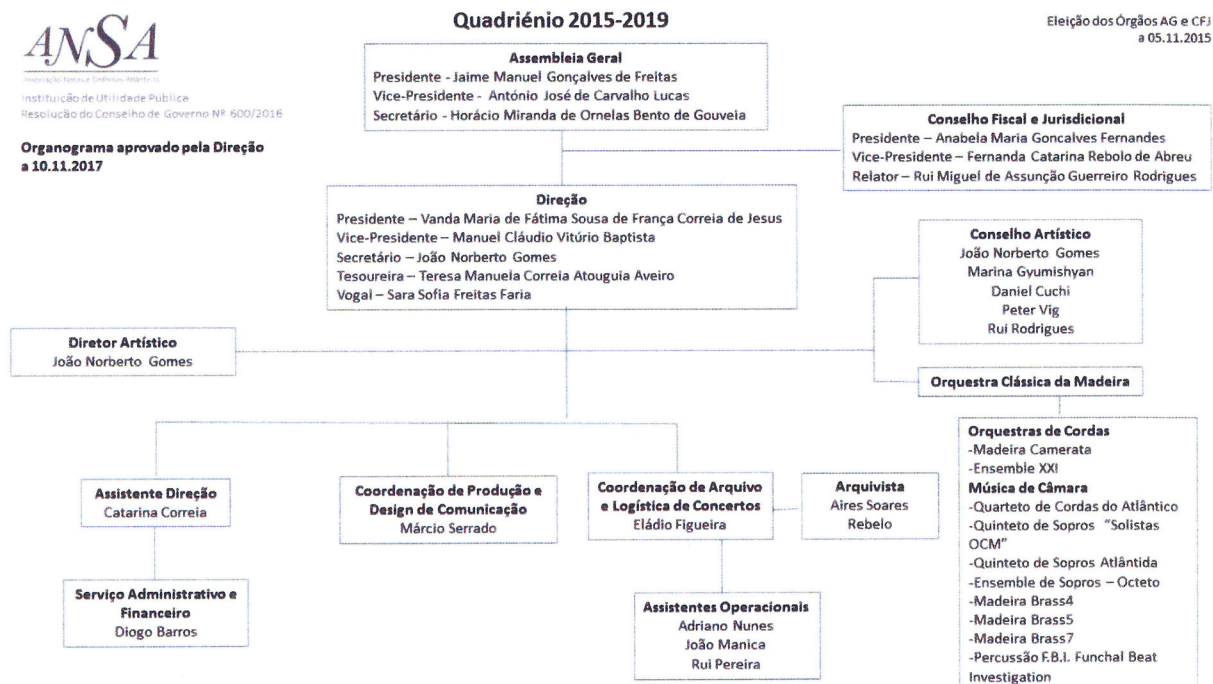 Quadriénio 2015-2019
Eleição dos Órgãos AG e CFJ
a 05.11.2015
ANSA
Instituição de Utilidade Pública
Resolução do Conselho de Governo Nº 600/2016
Organograma aprovado pela Direção
a 10.11.2017
Assembleia Geral
Presidente - Jaime Manuel Gonçalves de Freitas
Vice-Presidente - António José de Carvalho Lucas
Secretário - Horácio Miranda de Ornelas Bento de Gouveia
Conselho Fiscal e Jurisdicional
Presidente – Anabela Maria Goncalves Fernandes
Vice-Presidente – Fernanda Catarina Rebolo de Abreu
Relator – Rui Miguel de Assunção Guerreiro Rodrigues
Direção
Presidente – Vanda Maria de Fátima Sousa de França Correia de Jesus
Vice-Presidente – Manuel Cláudio Vitúrio Baptista
Secretário – João Norberto Gomes
Tesoureira – Teresa Manuela Correia Atouguia Aveiro
Vogal – Sara Sofia Freitas Faria
Conselho Artístico
João Norberto Gomes
Marina Gyumishyan
Daniel Cuchi
Peter Vig
Rui Rodrigues
Diretor Artístico
João Norberto Gomes
Orquestra Clássica da Madeira
Orquestras de Cordas
-Madeira Camerata
-Ensemble XXI
Música de Câmara
-Quarteto de Cordas do Atlântico
-Quinteto de Sopros "Solistas
OCM"
-Quinteto de Sopros Atlântida
-Ensemble de Sopros – Octeto
-Madeira Brass4
-Madeira Brass5
-Madeira Brass7
-Percussão F.B.I. Funchal Beat
Investigation
Assistente Direção
Catarina Correia
Coordenação de Produção e
Design de Comunicação
Márcio Serrado
Coordenação de Arquivo
e Logística de Concertos
Eládio Figueira
Arquivista
Aires Soares
Rebelo
Serviço Administrativo e
Financeiro
Diogo Barros
Assistentes Operacionais
Adriano Nunes
João Manica
Rui Pereira